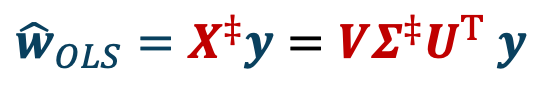 ŵ_OLS = X‡y = VΣ‡Uᵀ y